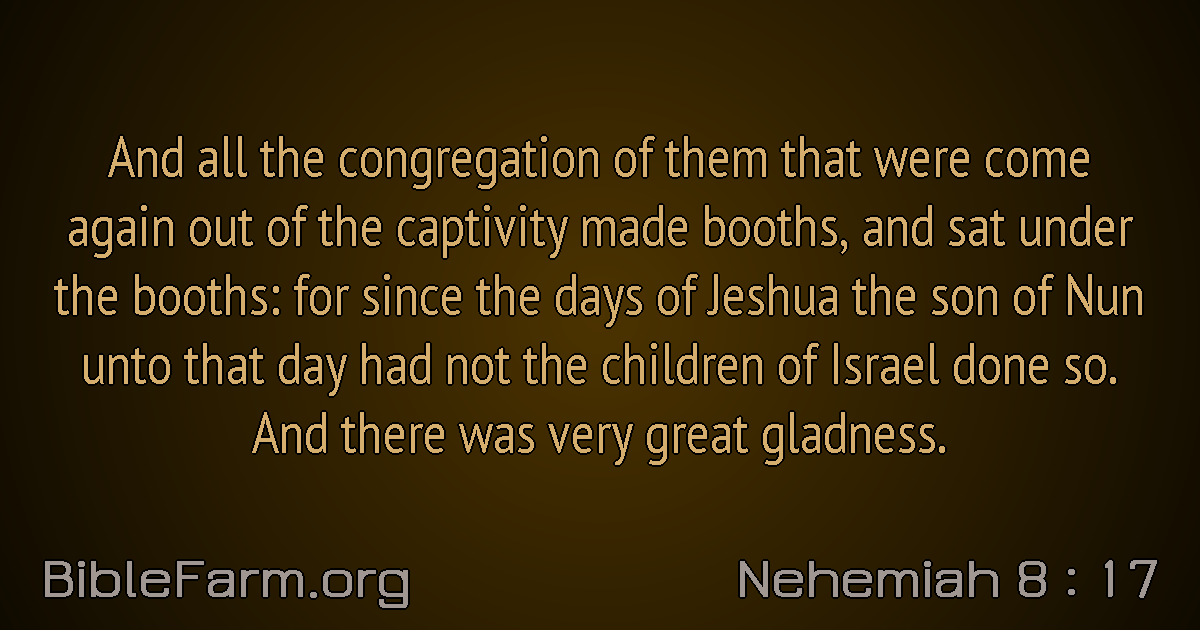 And all the congregation of them that were come
again out of the captivity made booths, and sat under
the booths: for since the days of Jeshua the son of Nun
unto that day had not the children of Israel done so.
And there was very great gladness.
BibleFarm.org
Nehemiah 8 : 17